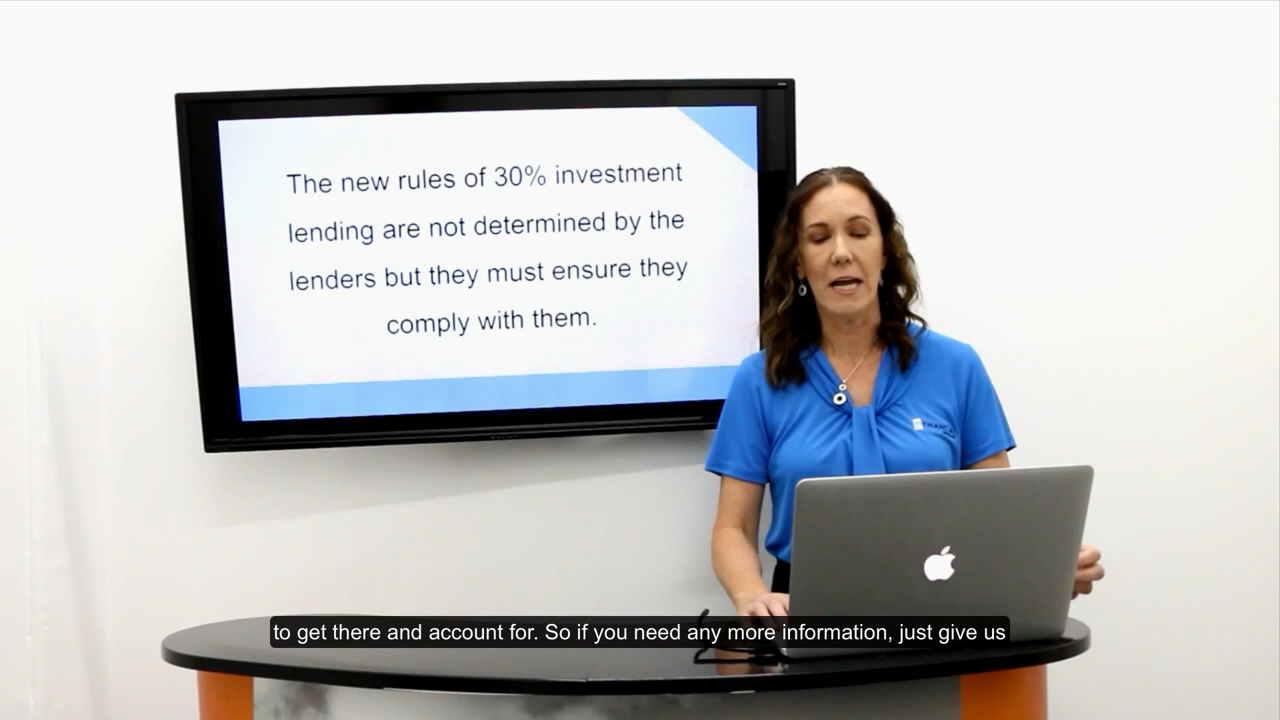 The new rules of 30% investment
lending are not determined by the
lenders but they must ensure they
comply with them.
to get there and account for. So if you need any more information, just give us